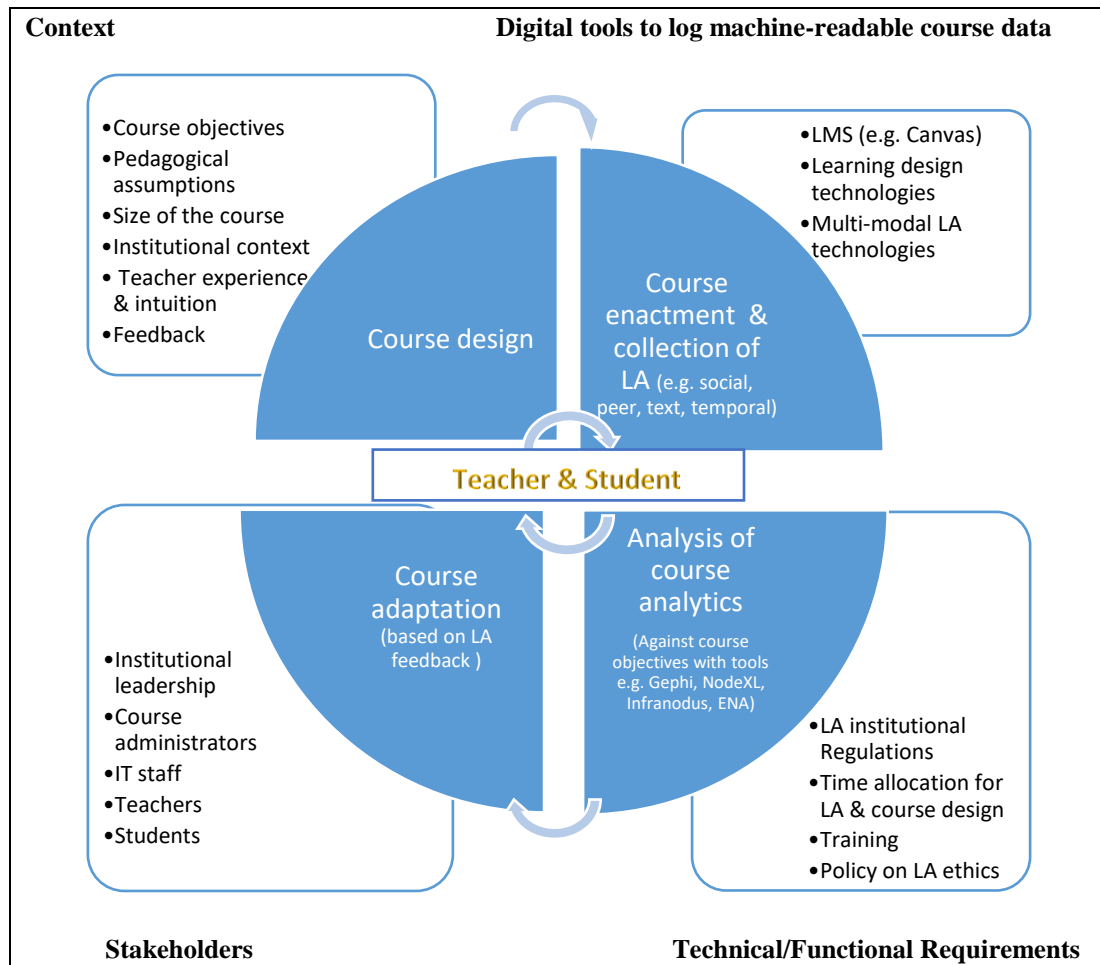 Context
Digital tools to log machine-readable course data
•Course objectives
•Pedagogical
assumptions
•Size of the course
•Institutional context
• Teacher experience
& intuition
•Feedback
•LMS (e.g. Canvas)
•Learning design
technologies
•Multi-modal LA
technologies
Course design
Course
enactment &
collection of
LA (e.g. social,
peer, text, temporal)
Teacher & Student
Course
adaptation
(based on LA
feedback )
Analysis of
course
analytics
(Against course
objectives with tools
e.g. Gephi, NodeXL,
Infranodus, ENA)
•Institutional
leadership
•Course
administrators
•IT staff
•Teachers
•Students
•LA institutional
Regulations
•Time allocation for
LA & course design
•Training
•Policy on LA ethics
Stakeholders
Technical/Functional Requirements